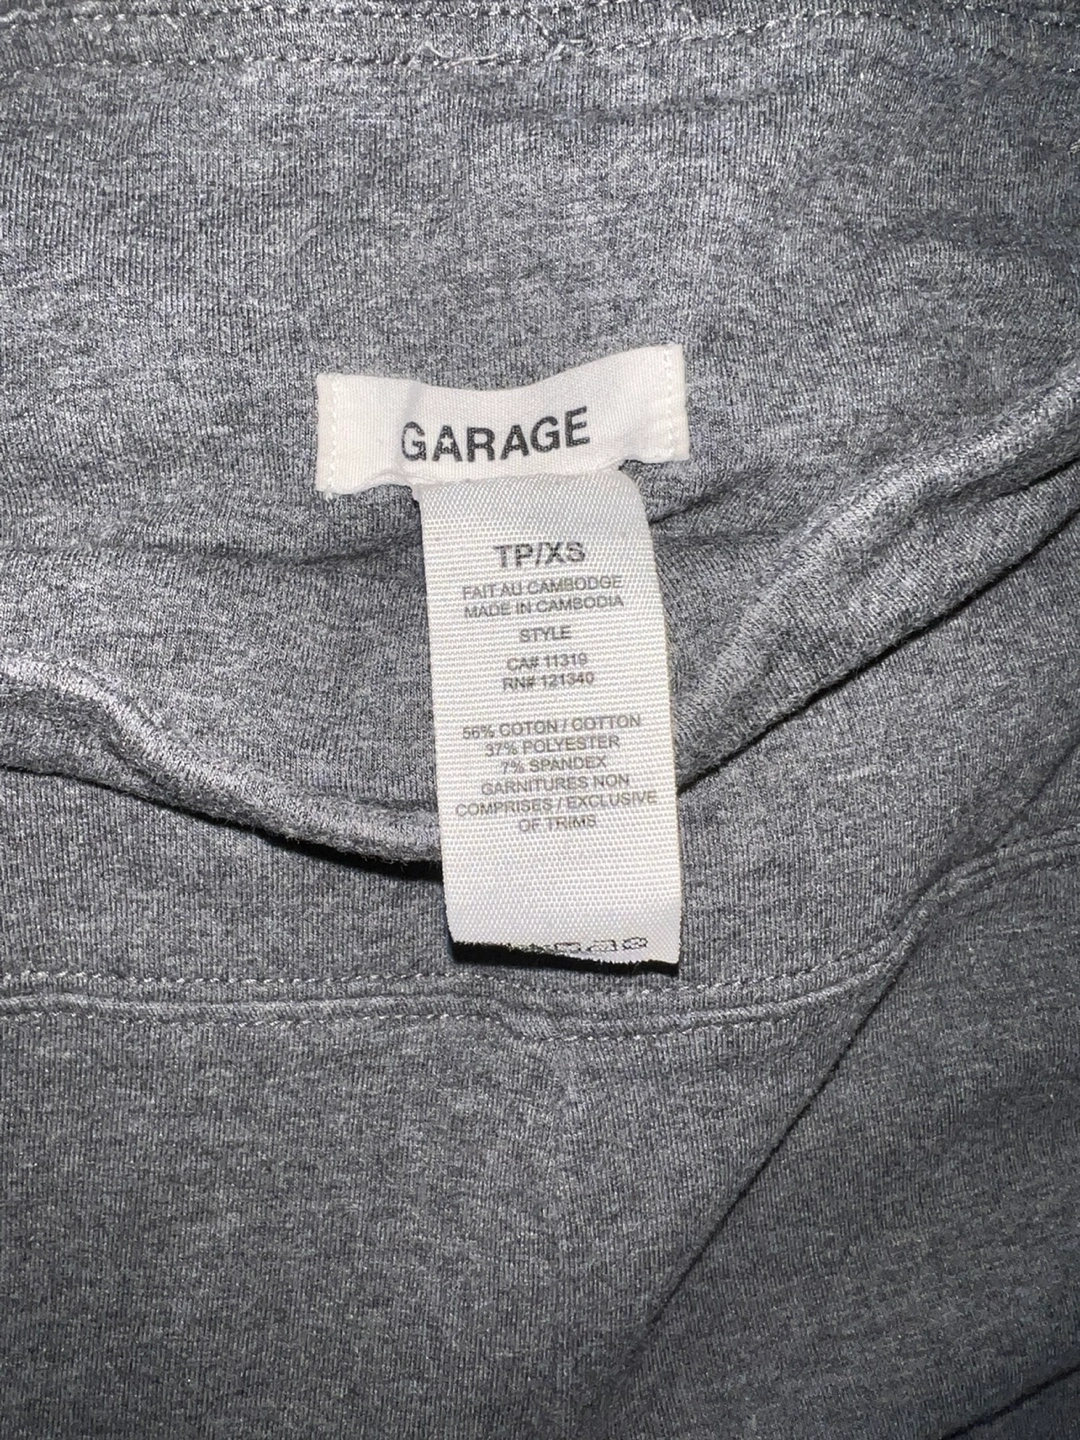 GARAGE
TP/XS
FAIT AU CAMBODGE
MADE IN CAMBODIA
STYLE
CA# 11319
RN# 121340
56% COTON / COTTON
37% POLYESTER
7% SPANDEX
GARNITURES NON
COMPRISES / EXCLUSIVE
OF TRIMS